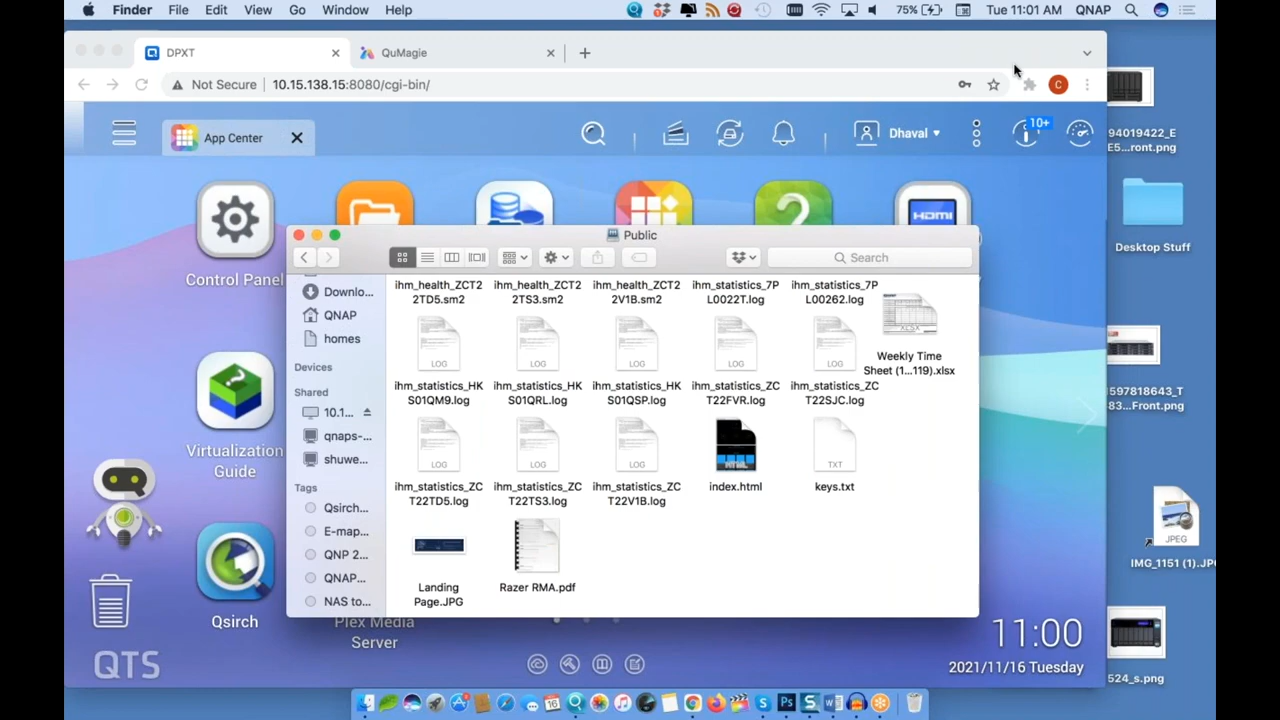 Finder File Edit View Go Window Help 75% Tue 11:01 AM QNAP
DPXT QuMagie
Not Secure 10.15.138.15:8080/cgi-bin/ C
App Center Dhaval 10+
94019422_E
E5...ront.png
HDMI
Public
Search
Control Panel
Desktop Stuff
Downlo...
QNAP
homes
Devices
Shared
10.1...
qnaps-...
shuwe...
Tags
Qsirch...
E-map...
QNP 2...
QNAP...
NAS to...
ihm_health_ZCT2
2TD5.sm2
ihm_health_ZCT2
2TS3.sm2
ihm_health_ZCT2
2V1B.sm2
ihm_statistics_7P
L0022T.log
ihm_statistics_7P
L00262.log
XLSX
Weekly Time
Sheet (1...119).xlsx
LOG
ihm_statistics_HK
S01QM9.log
LOG
ihm_statistics_HK
S01QRL.log
LOG
ihm_statistics_HK
S01QSP.log
LOG
ihm_statistics_ZC
T22FVR.log
LOG
ihm_statistics_ZC
T22SJC.log
LOG
ihm_statistics_ZC
T22TD5.log
LOG
ihm_statistics_ZC
T22TS3.log
LOG
ihm_statistics_ZC
T22V1B.log
HTML
index.html
TXT
keys.txt
Landing
Page.JPG
Razer RMA.pdf
Virtualization
Guide
Qsirch
Plex Media
Server
QTS
11:00
2021/11/16 Tuesday
597818643_T
83...Front.png
JPEG
IMG_1151 (1).JPG
524_s.png
16